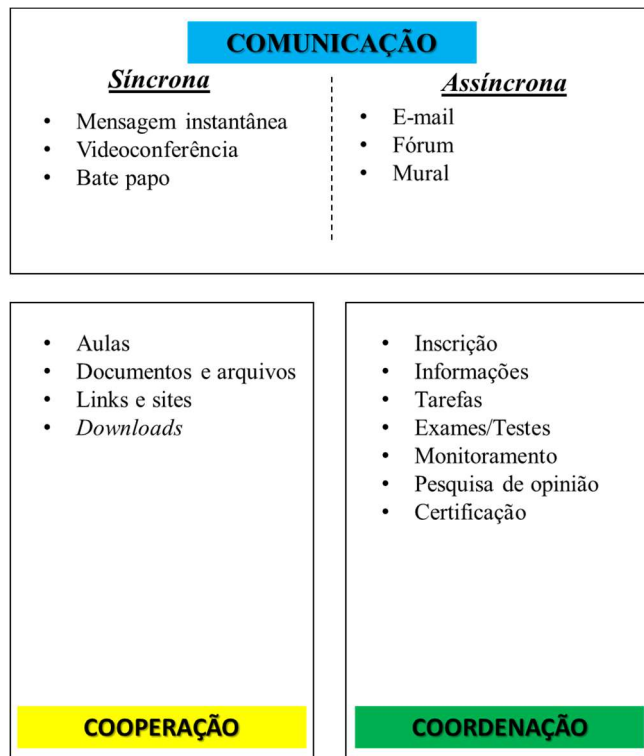 COMUNICAÇÃO
Síncrona
• Mensagem instantânea
• Videoconferência
• Bate papo
Assíncrona
• E-mail
• Fórum
• Mural
• Aulas
• Documentos e arquivos
• Links e sites
• Downloads
COOPERAÇÃO
• Inscrição
• Informações
• Tarefas
• Exames/Testes
• Monitoramento
• Pesquisa de opinião
• Certificação
COORDENAÇÃO